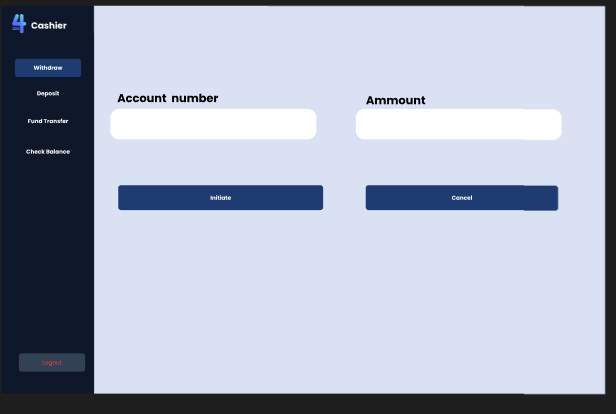 4 Cashier
Withdraw
Deposit
Fund Transfer
Check Balance
Logout
Account number
Ammount
Initiate
Cancel